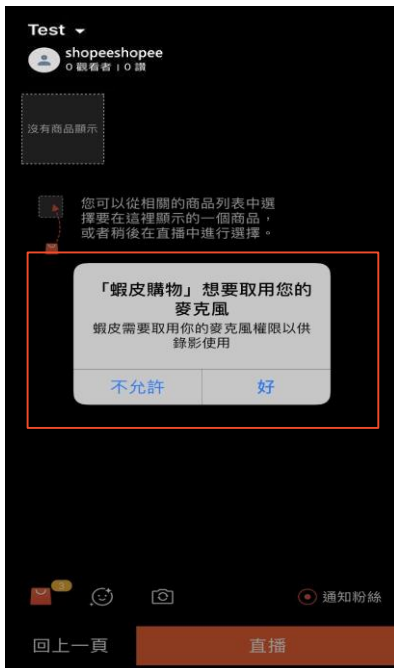 Test
shopeeshopee
0 觀看者 | 0 讚
沒有商品顯示
您可以從相關的商品列表中選
擇要在這裡顯示的一個商品，
或者稍後在直播中進行選擇。
「蝦皮購物」想要取用您的
麥克風
蝦皮需要取用你的麥克風權限以供
錄影使用
不允許
好
3
通知粉絲
回上一頁
直播